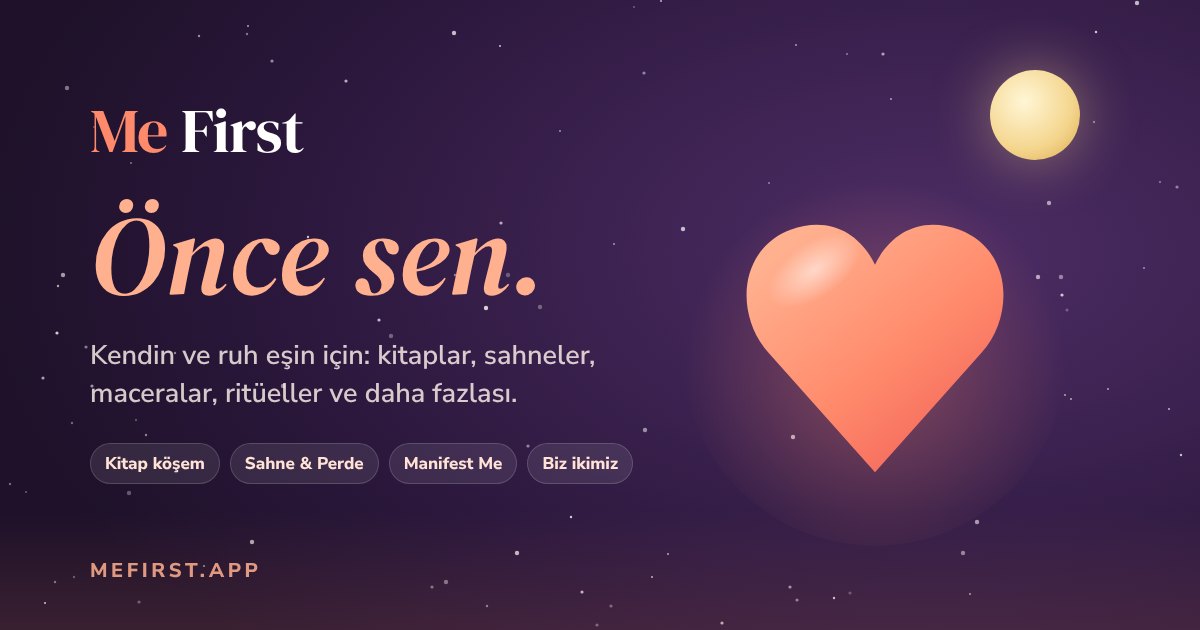 Me First
Önce sen.
Kendin ve ruh eşin için: kitaplar, sahneler,
maceralar, ritüeller ve daha fazlası.
Kitap köşem
Sahne & Perde
Manifest Me
Biz ikimiz
MEFIRST.APP